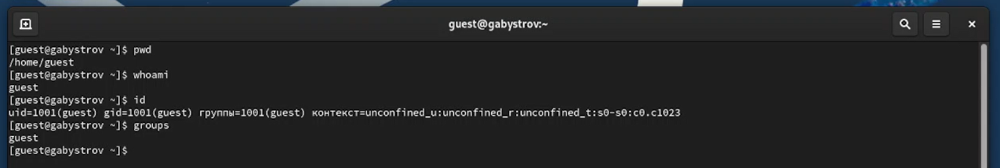 guest@gabystrov:~
[guest@gabystrov ~]$ pwd
/home/guest
[guest@gabystrov ~]$ whoami
guest
[guest@gabystrov ~]$ id
uid=1001(guest) gid=1001(guest) группы=1001(guest) контекст=unconfined_u:unconfined_r:unconfined_t:s0-s0:c0.c1023
[guest@gabystrov ~]$ groups
guest
[guest@gabystrov ~]$